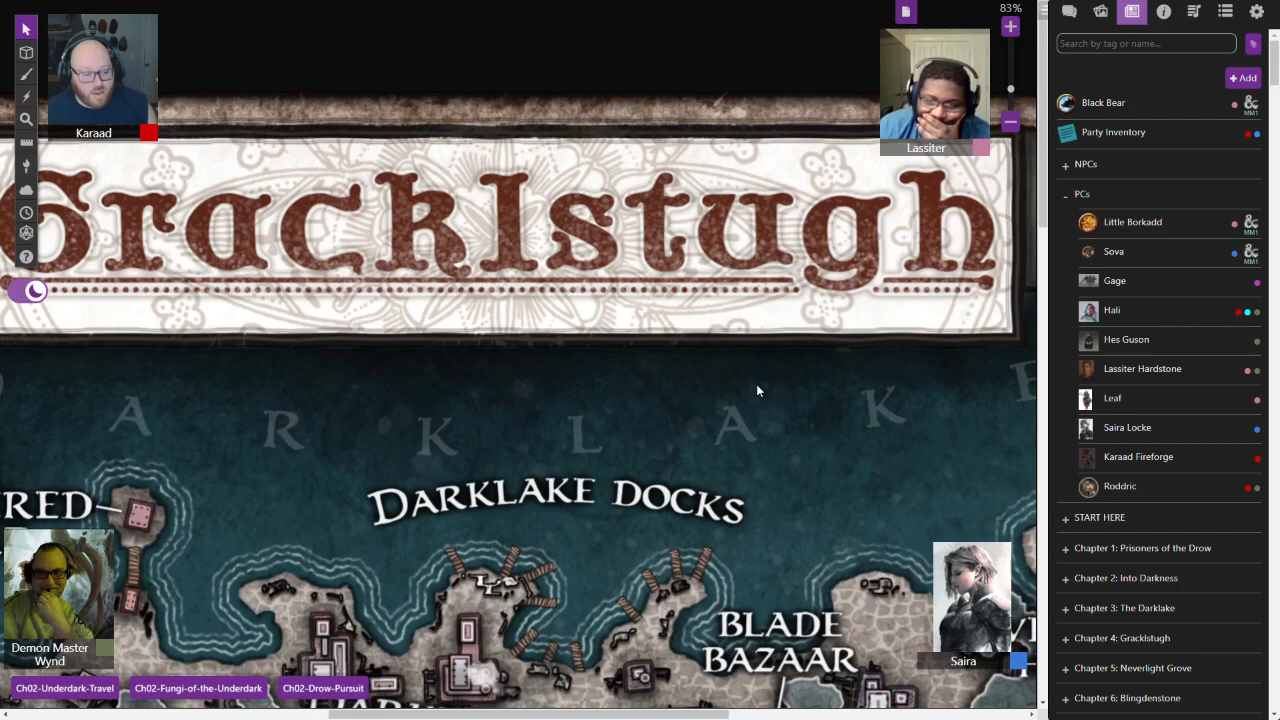 83%
Karaad
Lassiter
Gracklstugh
DARKLAKE
DARKLAKE DOCKS
BLADE
BAZAAR
Demon Master
Wynd
Saira
Ch02-Underdark-Travel
Ch02-Fungi-of-the-Underdark
Ch02-Drow-Pursuit
Search by tag or name...
+ Add
Black Bear
&
MM1
Party Inventory
+ NPCs
- PCs
Little Borkadd
&
MM1
Sova
&
MM1
Gage
Hali
Hes Guson
Lassiter Hardstone
Leaf
Saira Locke
Karaad Fireforge
Roddric
+ START HERE
+ Chapter 1: Prisoners of the Drow
+ Chapter 2: Into Darkness
+ Chapter 3: The Darklake
+ Chapter 4: Gracklstugh
+ Chapter 5: Neverlight Grove
+ Chapter 6: Blingdenstone